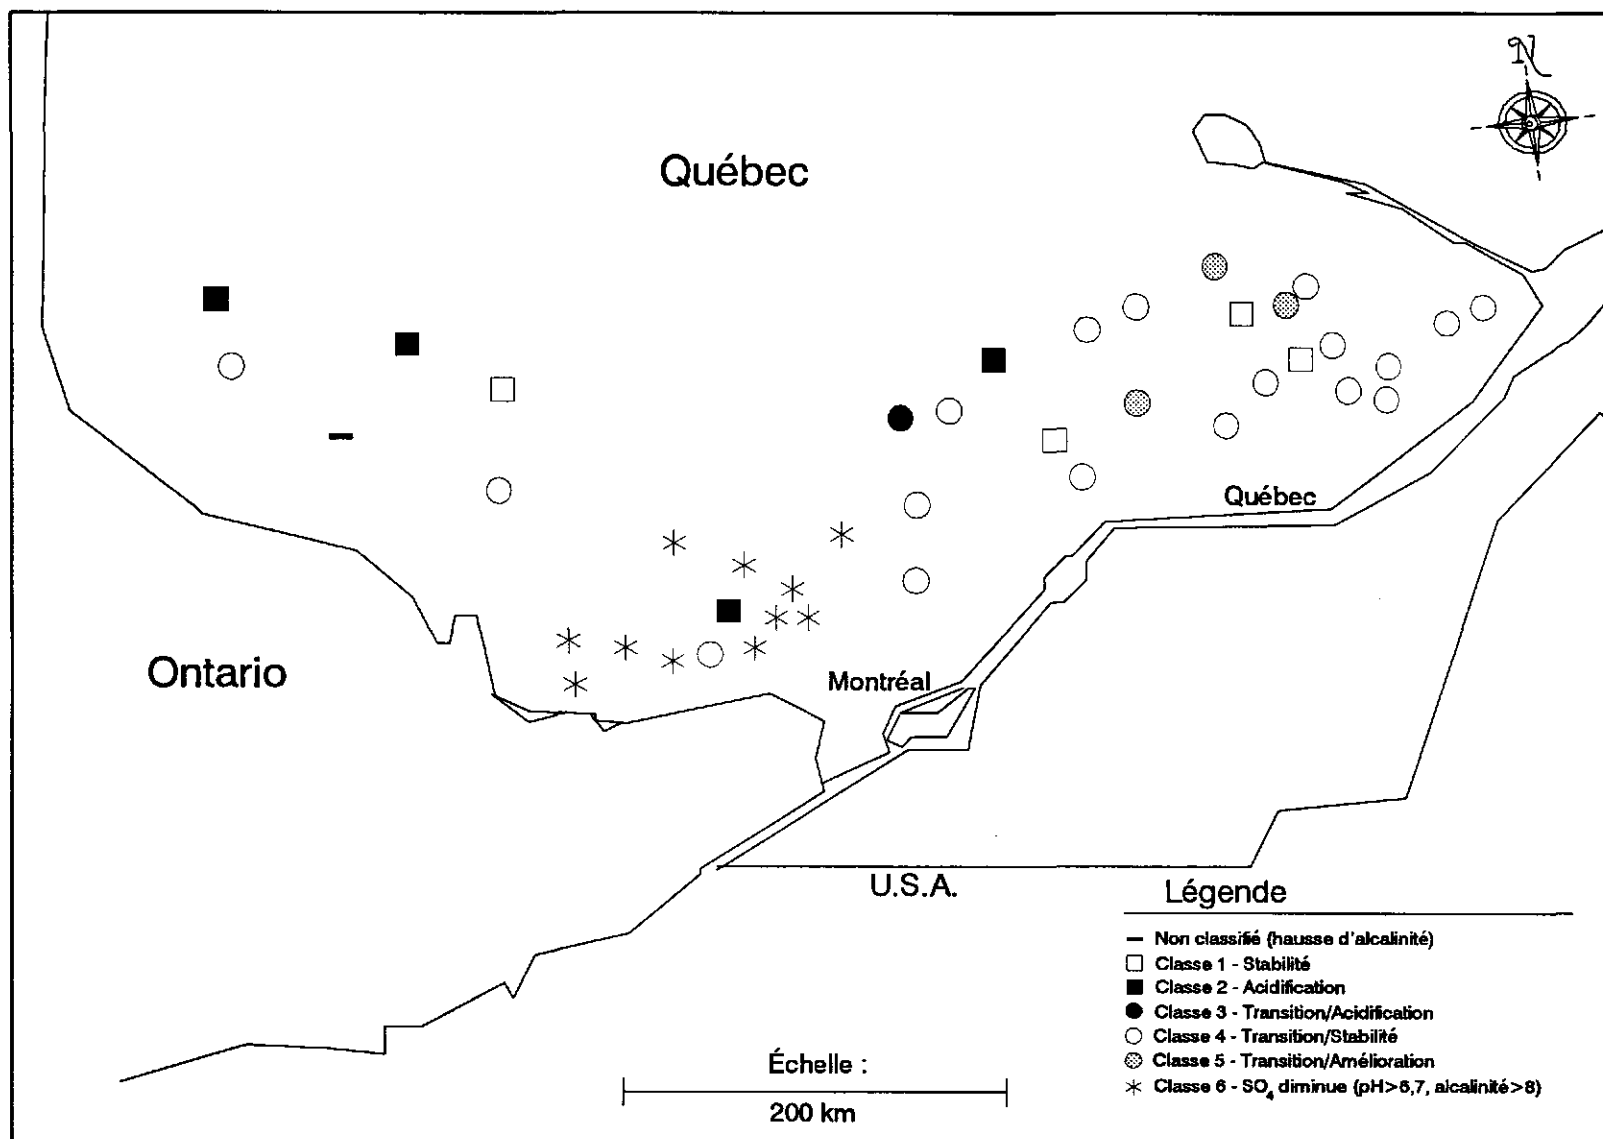 N
Québec
Québec
Ontario
Montréal
U.S.A.
Légende
Non classifié (hausse d'alcalinité)
Classe 1 - Stabilité
Classe 2 - Acidification
Classe 3 - Transition/Acidification
Classe 4 - Transition/Stabilité
Classe 5 - Transition/Amélioration
Classe 6 - SO₄ diminue (pH>6,7, alcalinité>8)
Échelle :
200 km